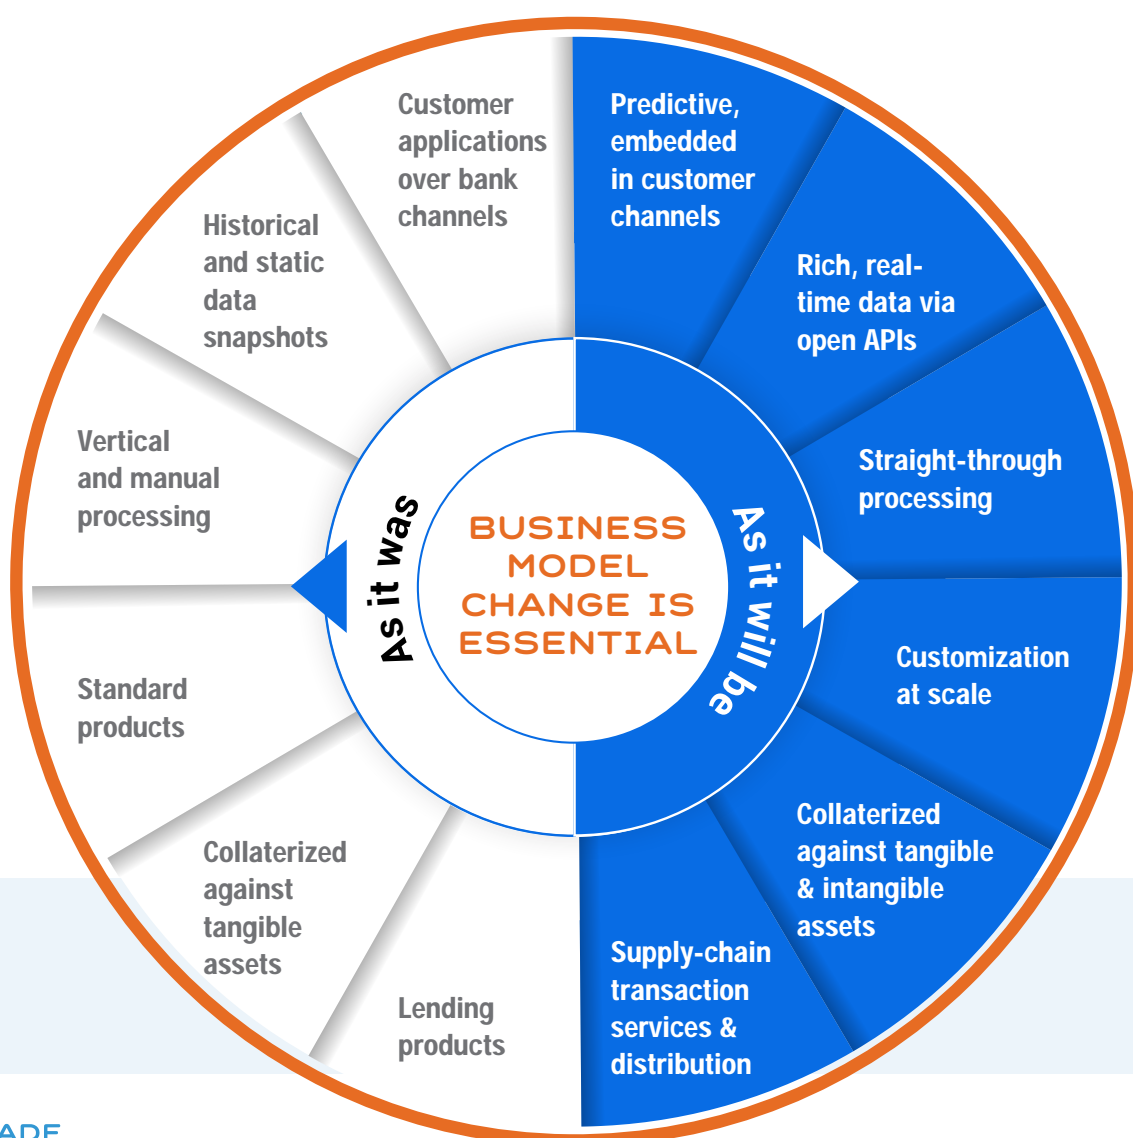 Customer
applications
over bank
channels
Predictive,
embedded
in customer
channels
Historical
and static
data
snapshots
Rich, real-
time data via
open APIs
Vertical
and manual
processing
Straight-through
processing
As it was
BUSINESS
MODEL
CHANGE IS
ESSENTIAL
As it will be
Standard
products
Customization
at scale
Collaterized
against
tangible
assets
Collaterized
against tangible
& intangible
assets
Lending
products
Supply-chain
transaction
services &
distribution